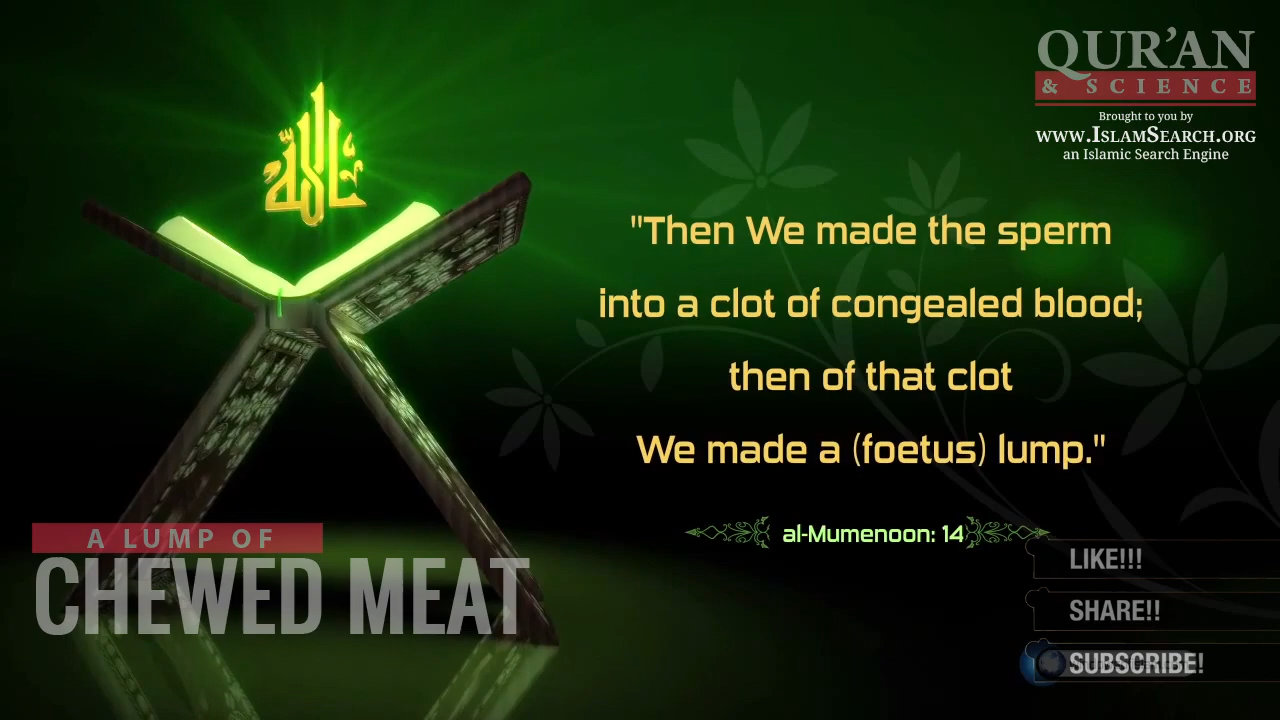 QUR'AN
& SCIENCE
Brought to you by
www.IslamSearch.org
an Islamic Search Engine
الله
"Then We made the sperm
into a clot of congealed blood;
then of that clot
We made a (foetus) lump."
al-Mumenoon: 14
A LUMP OF
CHEWED MEAT
LIKE!!!
SHARE!!
SUBSCRIBE!